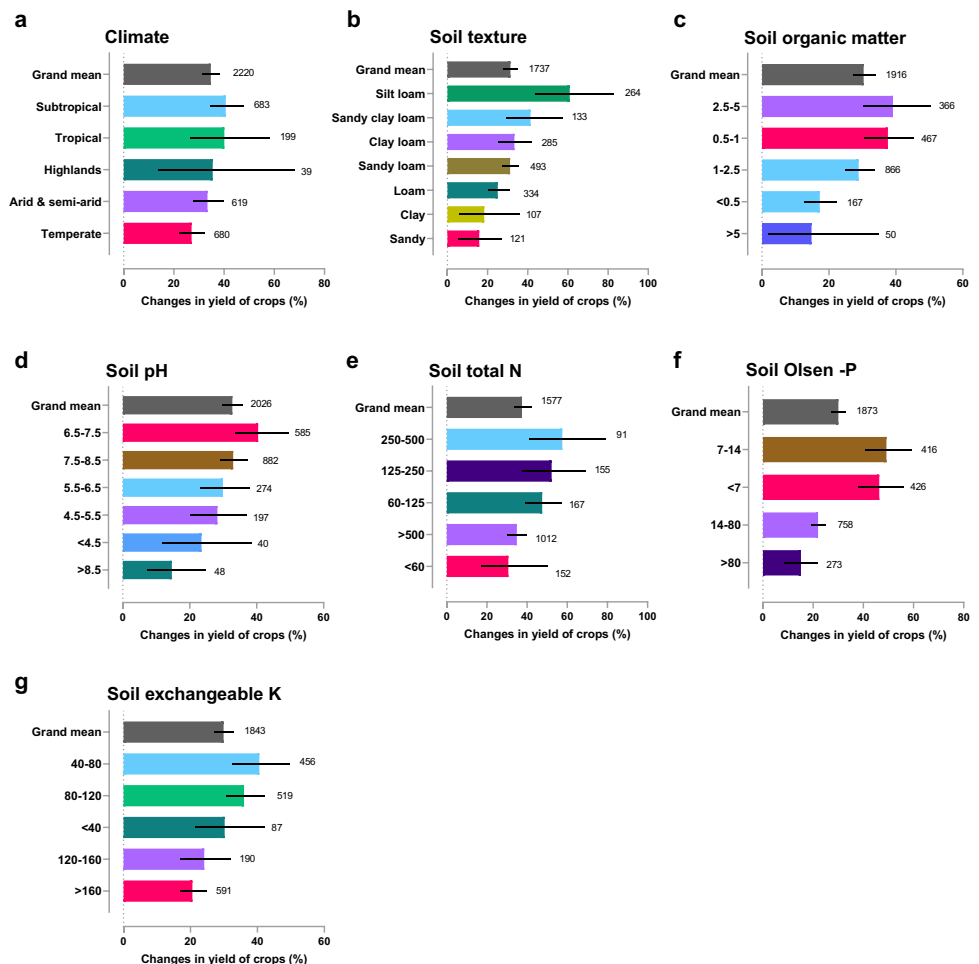 a
Climate
Grand mean 2220
Subtropical 683
Tropical 199
Highlands 39
Arid & semi-arid 619
Temperate 680
0 20 40 60 80
Changes in yield of crops (%)
b
Soil texture
Grand mean 1737
Silt loam 264
Sandy clay loam 133
Clay loam 285
Sandy loam 493
Loam 334
Clay 107
Sandy 121
0 20 40 60 80 100
Changes in yield of crops (%)
c
Soil organic matter
Grand mean 1916
2.5-5 366
0.5-1 467
1-2.5 866
<0.5 167
>5 50
0 20 40 60
Changes in yield of crops (%)
d
Soil pH
Grand mean 2026
6.5-7.5 585
7.5-8.5 882
5.5-6.5 274
4.5-5.5 197
<4.5 40
>8.5 48
0 20 40 60
Changes in yield of crops (%)
e
Soil total N
Grand mean 1577
250-500 91
125-250 155
60-125 167
>500 1012
<60 152
0 20 40 60 80 100
Changes in yield of crops (%)
f
Soil Olsen -P
Grand mean 1873
7-14 416
<7 426
14-80 758
>80 273
0 20 40 60 80
Changes in yield of crops (%)
g
Soil exchangeable K
Grand mean 1843
40-80 456
80-120 519
<40 87
120-160 190
>160 591
0 20 40 60
Changes in yield of crops (%)